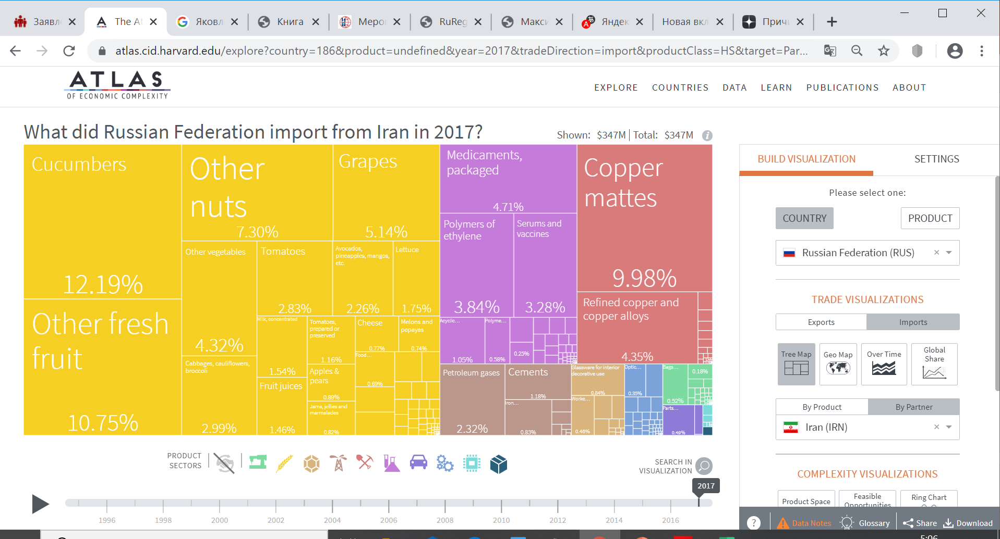 Заявл
The At
Яковл
Книга
Меро
RuReg
Макси
Яндек
Новая вкл
Причи
atlas.cid.harvard.edu/explore?country=186&product=undefined&year=2017&tradeDirection=import&productClass=HS&target=Par...
ATLAS
OF ECONOMIC COMPLEXITY
EXPLORE COUNTRIES DATA LEARN PUBLICATIONS ABOUT
What did Russian Federation import from Iran in 2017?
Shown: $347M | Total: $347M
Cucumbers
12.19%
Other fresh
fruit
10.75%
Other
nuts
7.30%
Grapes
5.14%
Other vegetables
4.32%
Cabbages, cauliflowers,
broccoli
2.99%
Tomatoes
2.83%
Avocados,
pineapples, mangos,
etc.
2.26%
Lettuce
1.75%
Milk, concentrated
1.54%
Fruit juices
1.46%
Tomatoes,
prepared or
preserved
1.16%
Apples &
pears
0.89%
Jams, jellies and
marmalades
0.82%
Cheese
0.77%
Melons and
papayas
0.74%
Food...
0.69%
Medicaments,
packaged
4.71%
Polymers of
ethylene
3.84%
Serums and
vaccines
3.28%
Acyclic...
1.05%
Polyme...
0.58%
0.25%
Copper
mattes
9.98%
Refined copper and
copper alloys
4.35%
Petroleum gases
2.32%
Cements
1.18%
Iron...
0.83%
Glassware for interior
decorative use
0.84%
Worke...
0.46%
Optic...
0.35%
Bags...
0.52%
0.18%
Parts...
0.49%
PRODUCT
SECTORS
SEARCH IN
VISUALIZATION
2017
1996 1998 2000 2002 2004 2006 2008 2010 2012 2014 2016
BUILD VISUALIZATION
SETTINGS
Please select one:
COUNTRY
PRODUCT
Russian Federation (RUS)
TRADE VISUALIZATIONS
Exports
Imports
Tree Map
Geo Map
Over Time
Global
Share
By Product
By Partner
Iran (IRN)
COMPLEXITY VISUALIZATIONS
Product Space
Feasible
Opportunities
Ring Chart
?
Data Notes
Glossary
Share
Download
5:06